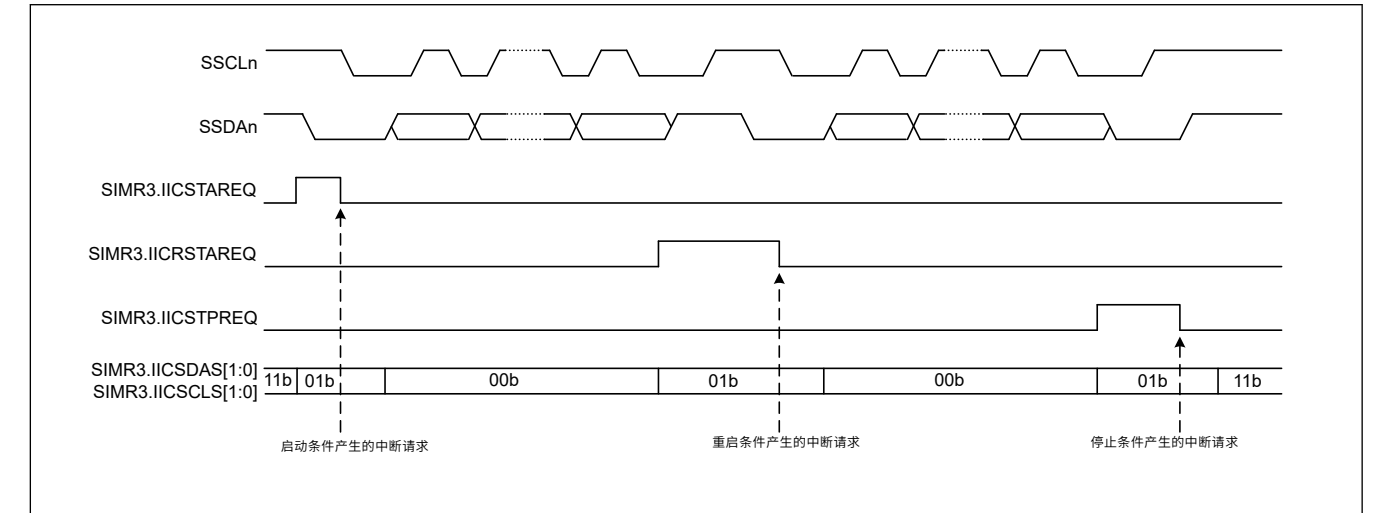 SSCLn
SSDAn
SIMR3.IICSTAREQ
SIMR3.IICRSTAREQ
SIMR3.IICSTPREQ
SIMR3.IICSDAS[1:0]
SIMR3.IICSCLS[1:0]
11b 01b 00b 01b 00b 01b 11b
启动条件产生的中断请求 重启条件产生的中断请求 停止条件产生的中断请求